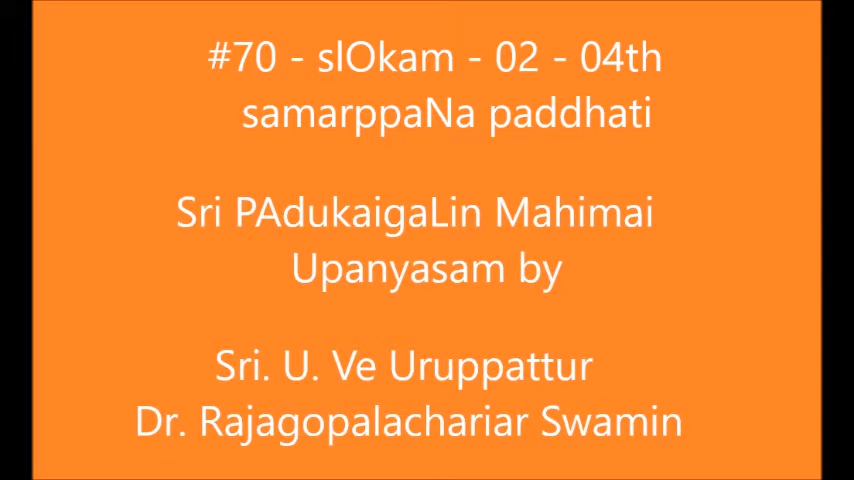 #70 - slOkam - 02 - 04th
samarppaNa paddhati
Sri PAdukaigaLin Mahimai
Upanyasam by
Sri. U. Ve Uruppattur
Dr. Rajagopalachariar Swamin